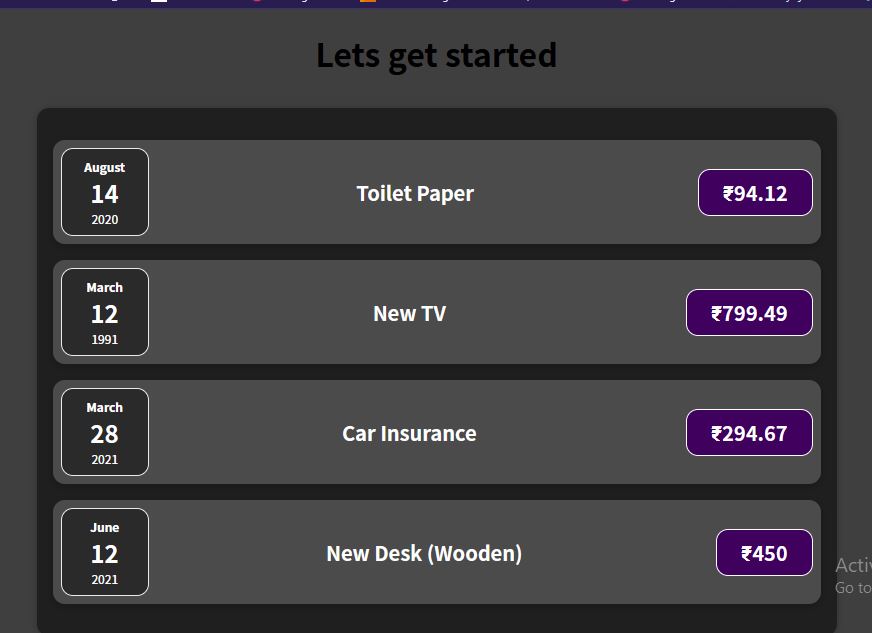 Lets get started
August
14
2020
Toilet Paper
₹94.12
March
12
1991
New TV
₹799.49
March
28
2021
Car Insurance
₹294.67
June
12
2021
New Desk (Wooden)
₹450
Go to